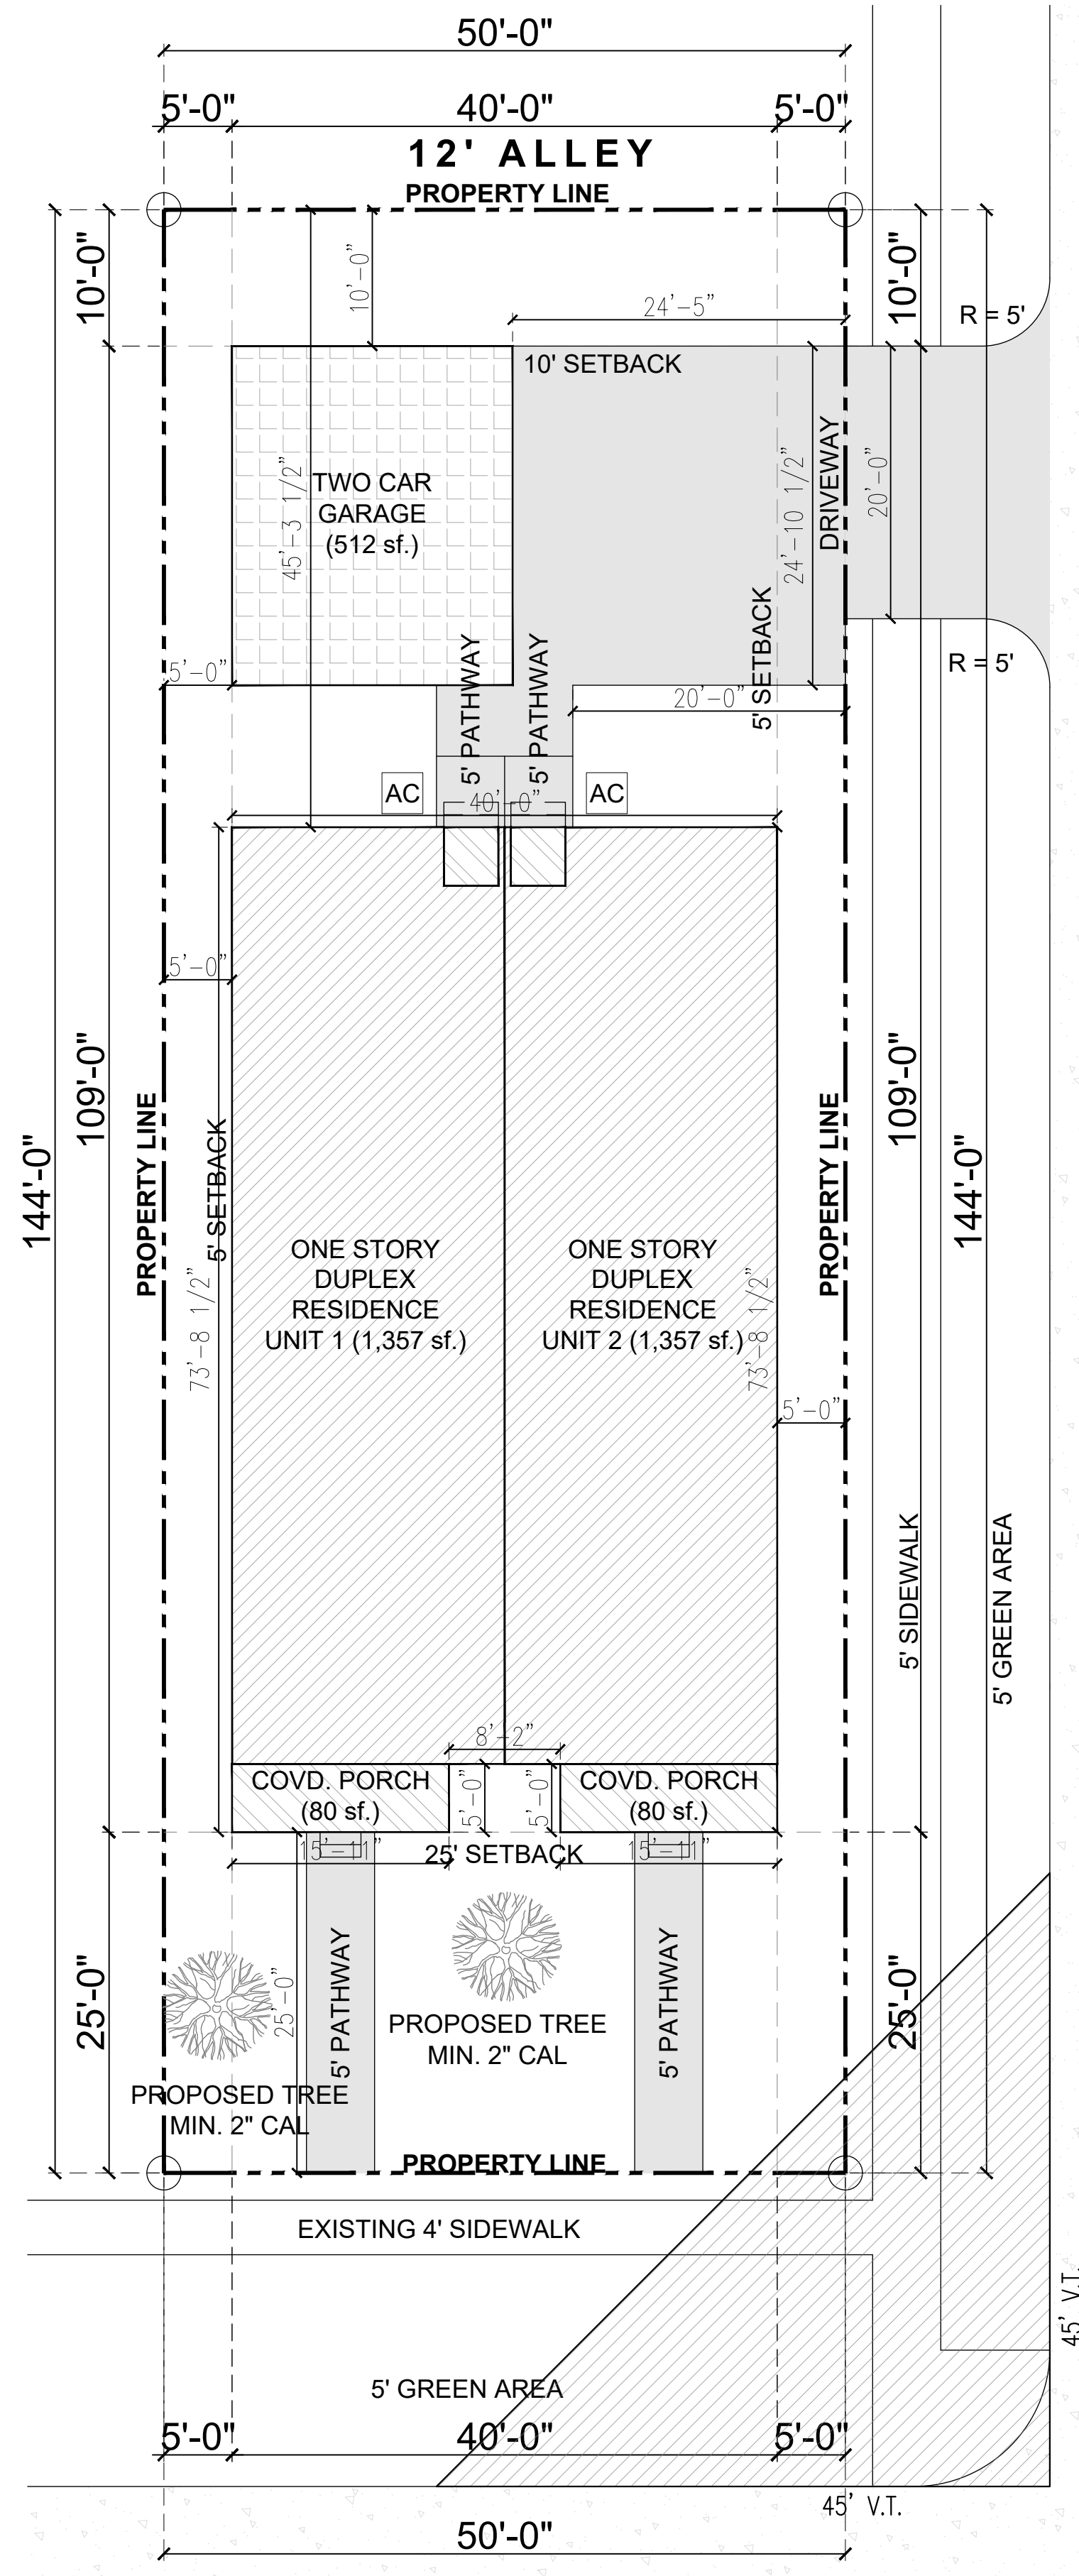 50'-0"
5'-0"
40'-0"
5'-0"
12' ALLEY
PROPERTY LINE
10'-0"
10'-0"
10'-0"
24'-5"
R = 5'
10' SETBACK
TWO CAR
GARAGE
(512 sf.)
45'-3 1/2"
24'-10 1/2"
DRIVEWAY
20'-0"
5' SETBACK
R = 5'
5'-0"
5' PATHWAY
5' PATHWAY
20'-0"
AC
40'-0"
AC
5'-0"
109'-0"
109'-0"
PROPERTY LINE
5' SETBACK
PROPERTY LINE
144'-0"
144'-0"
ONE STORY
DUPLEX
RESIDENCE
UNIT 1 (1,357 sf.)
ONE STORY
DUPLEX
RESIDENCE
UNIT 2 (1,357 sf.)
73'-8 1/2"
73'-8 1/2"
5'-0"
5' SIDEWALK
5' GREEN AREA
8'-2"
COVD. PORCH
(80 sf.)
5'-0"
5'-0"
COVD. PORCH
(80 sf.)
15'-11"
25' SETBACK
15'-11"
25'-0"
25'-0"
5' PATHWAY
PROPOSED TREE
MIN. 2" CAL
5' PATHWAY
25'-0"
PROPOSED TREE
MIN. 2" CAL
PROPERTY LINE
EXISTING 4' SIDEWALK
45' V.T.
5' GREEN AREA
5'-0"
40'-0"
5'-0"
45' V.T.
50'-0"